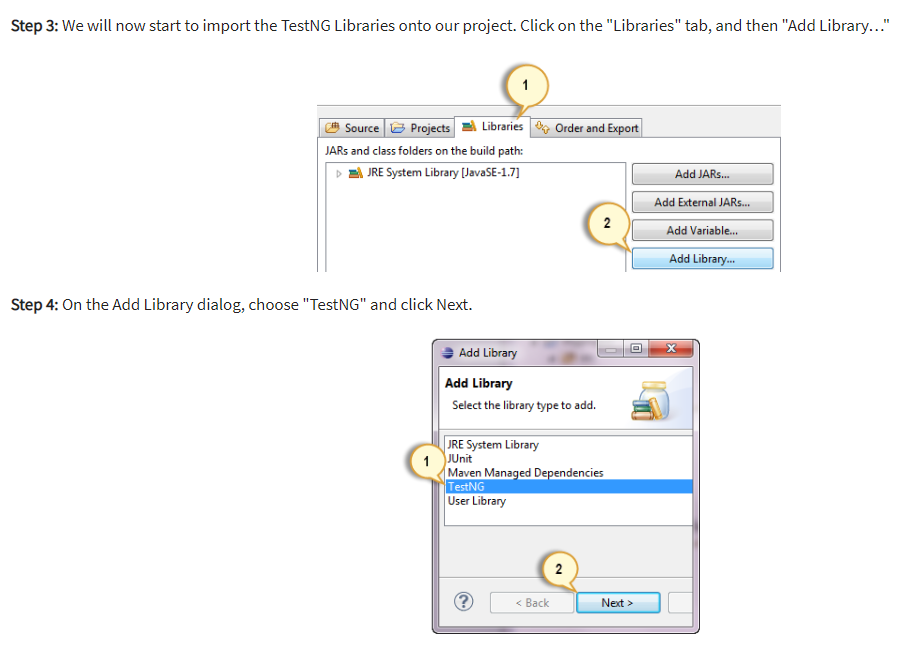 Step 3: We will now start to import the TestNG Libraries onto our project. Click on the "Libraries" tab, and then "Add Library…"
1
Source Projects Libraries Order and Export
JARs and class folders on the build path:
JRE System Library [JavaSE-1.7]
Add JARs...
Add External JARs...
2
Add Variable...
Add Library...
Step 4: On the Add Library dialog, choose "TestNG" and click Next.
Add Library
Add Library
Select the library type to add.
JRE System Library
1
JUnit
Maven Managed Dependencies
TestNG
User Library
2
? < Back Next >